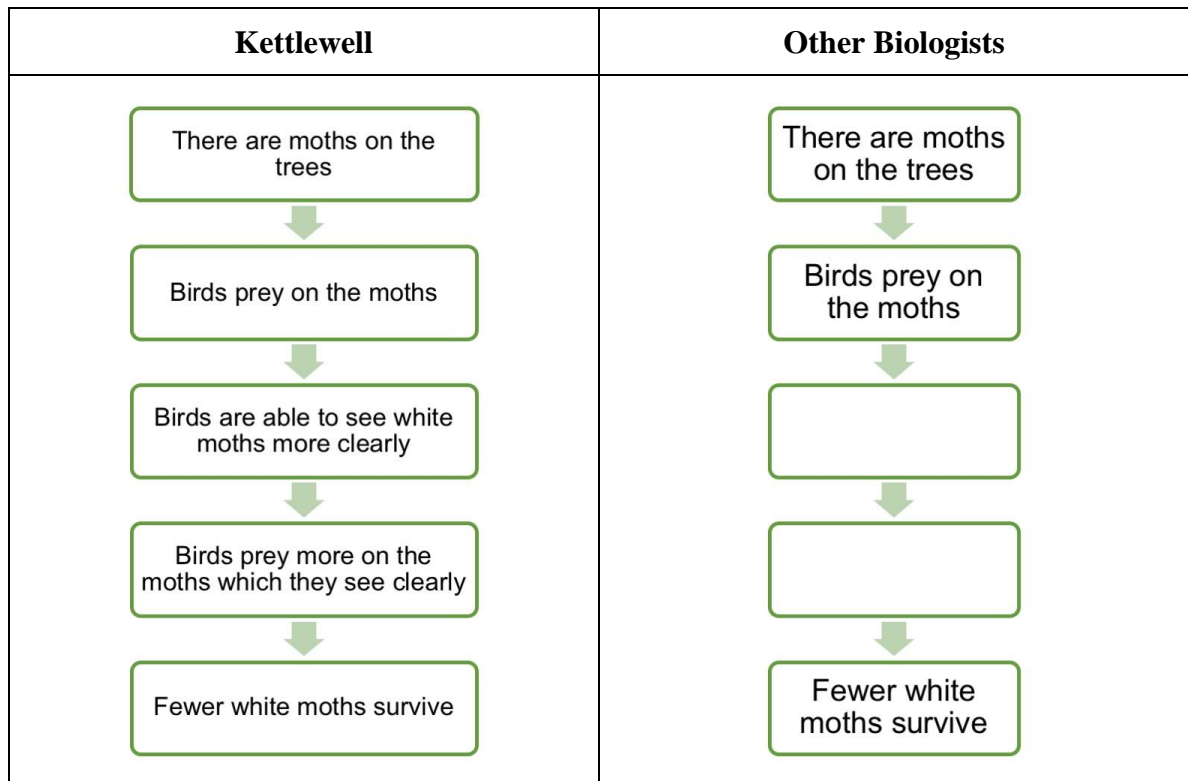 Kettlewell
There are moths on the
trees
Birds prey on the moths
Birds are able to see white
moths more clearly
Birds prey more on the
moths which they see clearly
Fewer white moths survive
Other Biologists
There are moths
on the trees
Birds prey on
the moths
Fewer white
moths survive